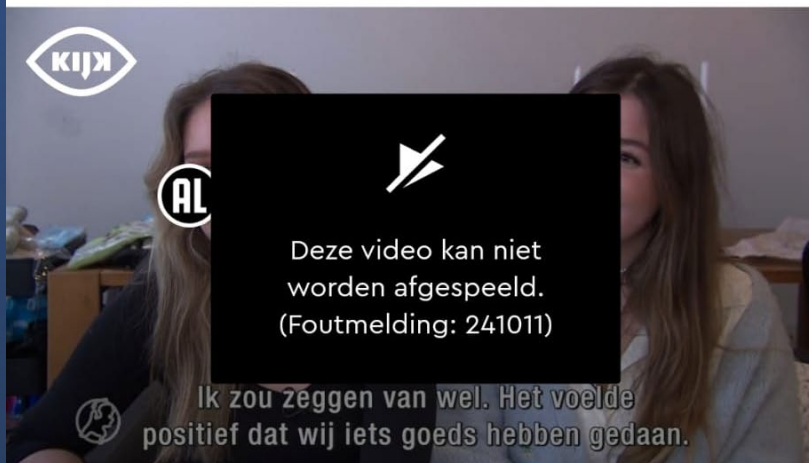 KIJK
AL
Deze video kan niet
worden afgespeeld.
(Foutmelding: 241011)
Ik zou zeggen van wel. Het voelde
positief dat wij iets goeds hebben gedaan.